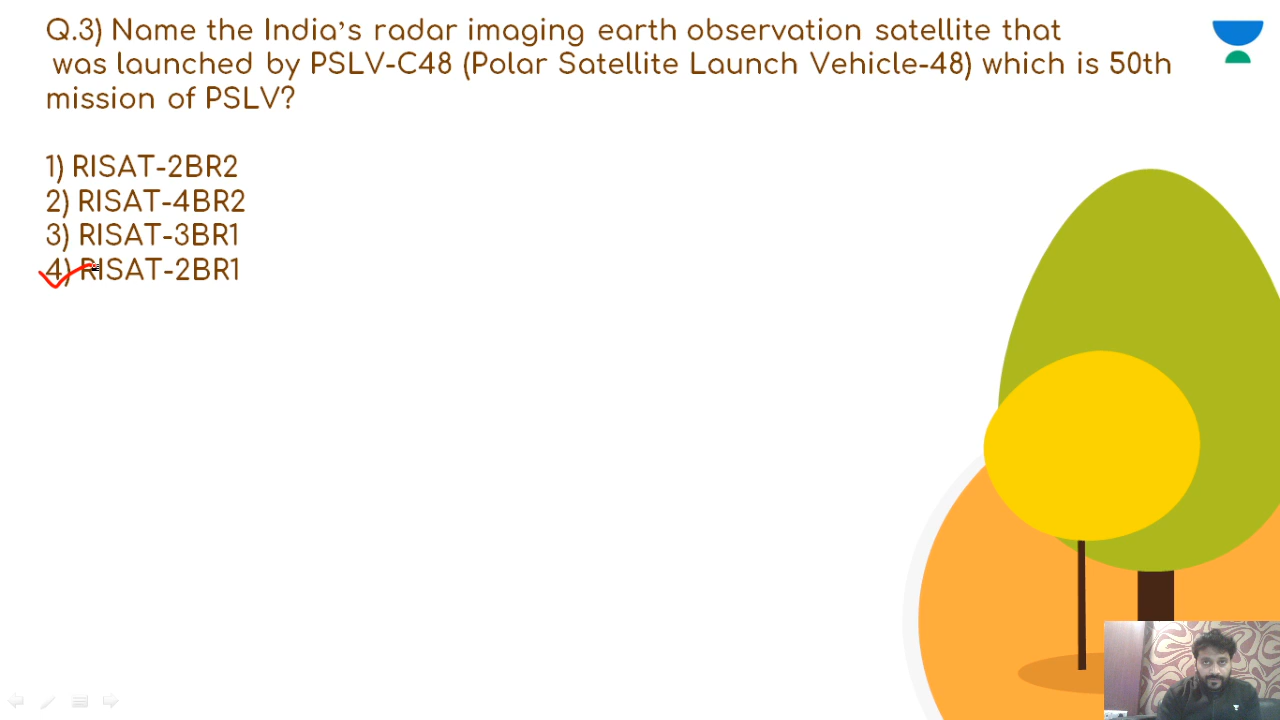 Q.3) Name the India's radar imaging earth observation satellite that
was launched by PSLV-C48 (Polar Satellite Launch Vehicle-48) which is 50th
mission of PSLV?
1) RISAT-2BR2
2) RISAT-4BR2
3) RISAT-3BR1
4) RISAT-2BR1